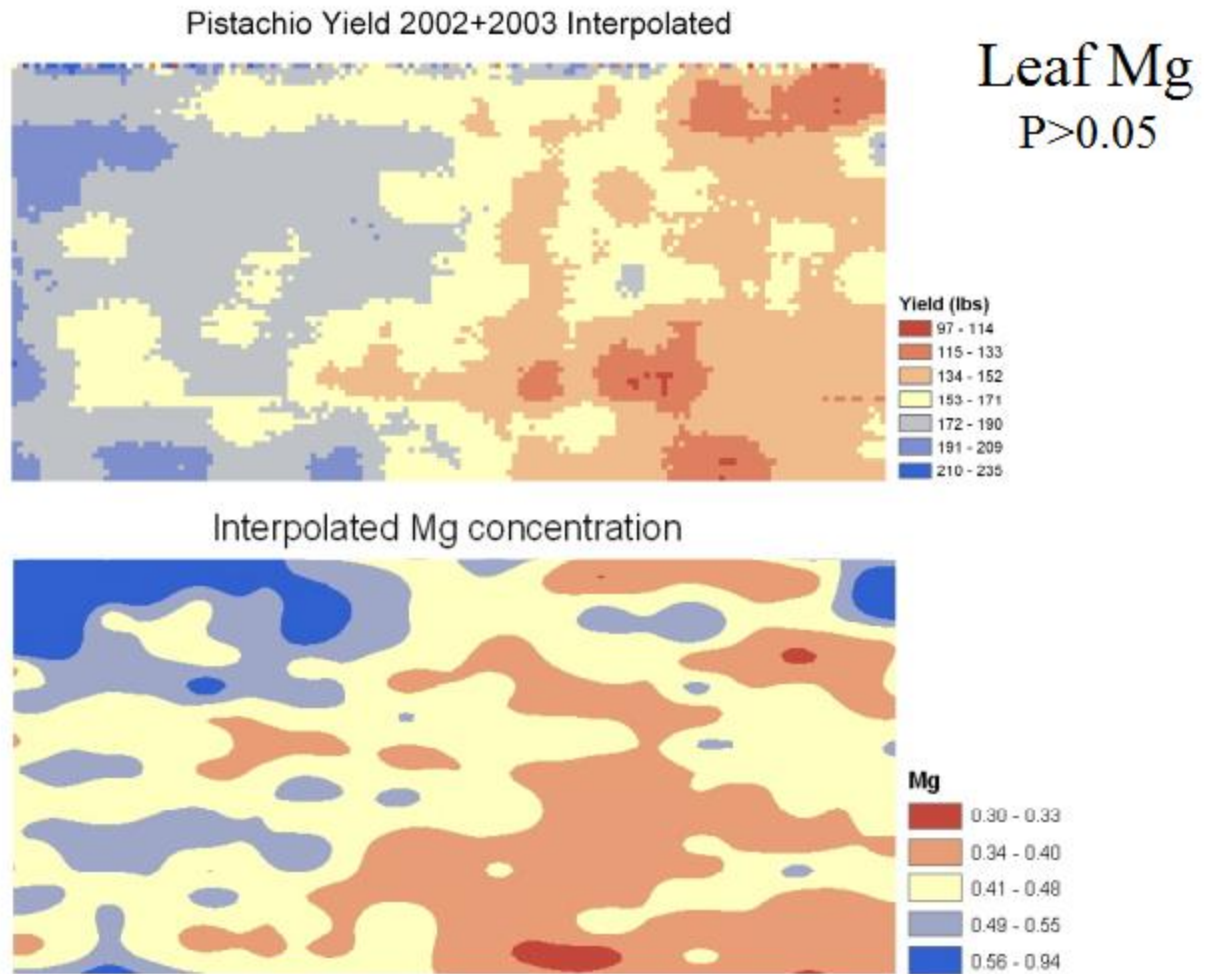 Pistachio Yield 2002+2003 Interpolated
Leaf Mg
P>0.05
Yield (lbs)
97 - 114
115 - 133
134 - 152
153 - 171
172 - 190
191 - 209
210 - 235
Interpolated Mg concentration
Mg
0.30 - 0.33
0.34 - 0.40
0.41 - 0.48
0.49 - 0.55
0.56 - 0.94